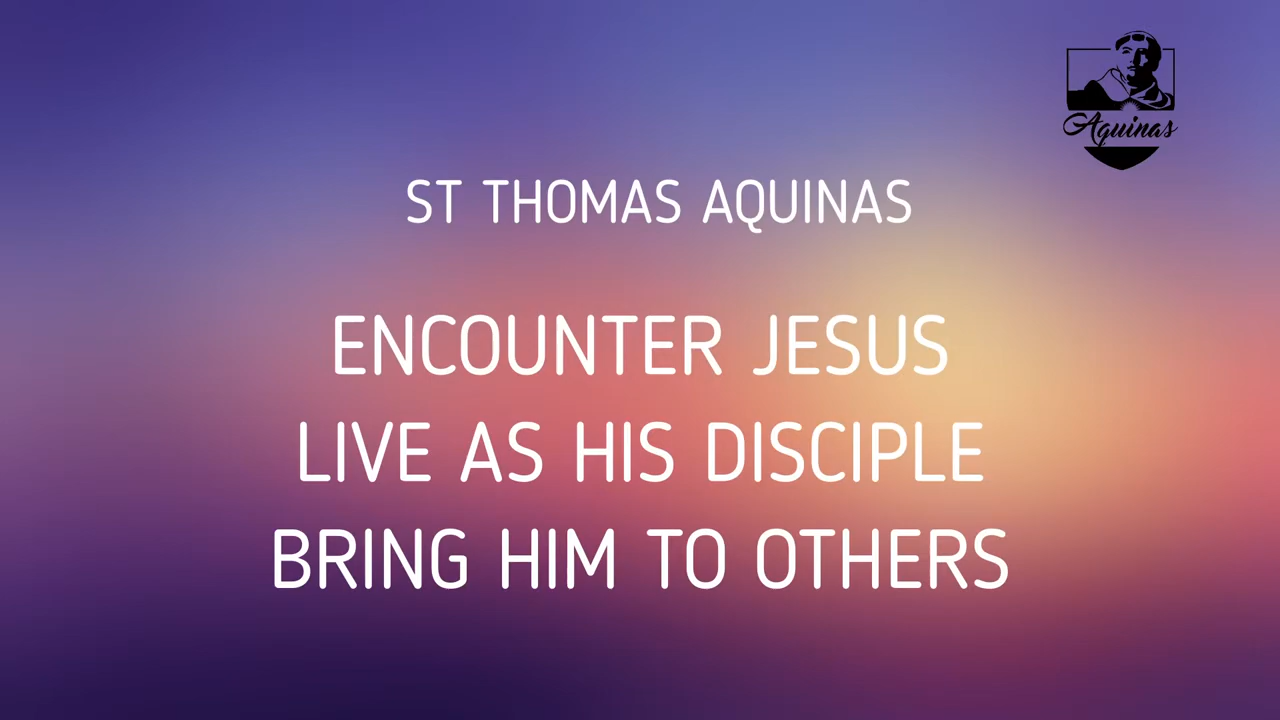 Aquinas
ST THOMAS AQUINAS
ENCOUNTER JESUS
LIVE AS HIS DISCIPLE
BRING HIM TO OTHERS